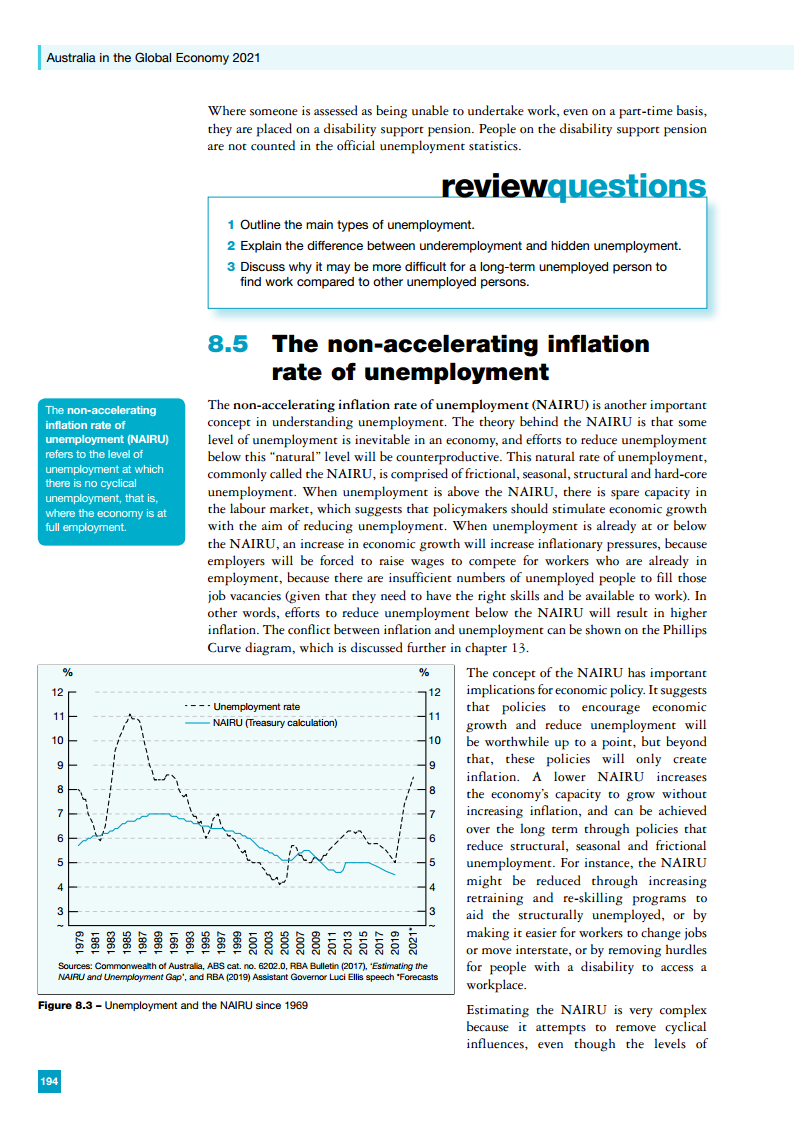 Australia in the Global Economy 2021
Where someone is assessed as being unable to undertake work, even on a part-time basis,
they are placed on a disability support pension. People on the disability support pension
are not counted in the official unemployment statistics.
reviewquestions
1 Outline the main types of unemployment.
2 Explain the difference between underemployment and hidden unemployment.
3 Discuss why it may be more difficult for a long-term unemployed person to
find work compared to other unemployed persons.
8.5 The non-accelerating inflation
rate of unemployment
The non-accelerating
inflation rate of
unemployment (NAIRU)
refers to the level of
unemployment at which
there is no cyclical
unemployment, that is,
where the economy is at
full employment.
The non-accelerating inflation rate of unemployment (NAIRU) is another important
concept in understanding unemployment. The theory behind the NAIRU is that some
level of unemployment is inevitable in an economy, and efforts to reduce unemployment
below this “natural” level will be counterproductive. This natural rate of unemployment,
commonly called the NAIRU, is comprised of frictional, seasonal, structural and hard-core
unemployment. When unemployment is above the NAIRU, there is spare capacity in
the labour market, which suggests that policymakers should stimulate economic growth
with the aim of reducing unemployment. When unemployment is already at or below
the NAIRU, an increase in economic growth will increase inflationary pressures, because
employers will be forced to raise wages to compete for workers who are already in
employment, because there are insufficient numbers of unemployed people to fill those
job vacancies (given that they need to have the right skills and be available to work). In
other words, efforts to reduce unemployment below the NAIRU will result in higher
inflation. The conflict between inflation and unemployment can be shown on the Phillips
Curve diagram, which is discussed further in chapter 13.
% %
12 12
Unemployment rate
11 11
NAIRU (Treasury calculation)
10 10
9 9
8 8
7 7
6 6
5 5
4 4
3 3
~ ~
1979 1981 1983 1985 1987 1989 1991 1993 1995 1997 1999 2001 2003 2005 2007 2009 2011 2013 2015 2017 2019 2021*
Sources: Commonwealth of Australia, ABS cat. no. 6202.0, RBA Bulletin (2017), ‘Estimating the
NAIRU and Unemployment Gap’, and RBA (2019) Assistant Governor Luci Ellis speech *Forecasts
Figure 8.3 – Unemployment and the NAIRU since 1969
The concept of the NAIRU has important
implications for economic policy. It suggests
that policies to encourage economic
growth and reduce unemployment will
be worthwhile up to a point, but beyond
that, these policies will only create
inflation. A lower NAIRU increases
the economy’s capacity to grow without
increasing inflation, and can be achieved
over the long term through policies that
reduce structural, seasonal and frictional
unemployment. For instance, the NAIRU
might be reduced through increasing
retraining and re-skilling programs to
aid the structurally unemployed, or by
making it easier for workers to change jobs
or move interstate, or by removing hurdles
for people with a disability to access a
workplace.
Estimating the NAIRU is very complex
because it attempts to remove cyclical
influences, even though the levels of
194